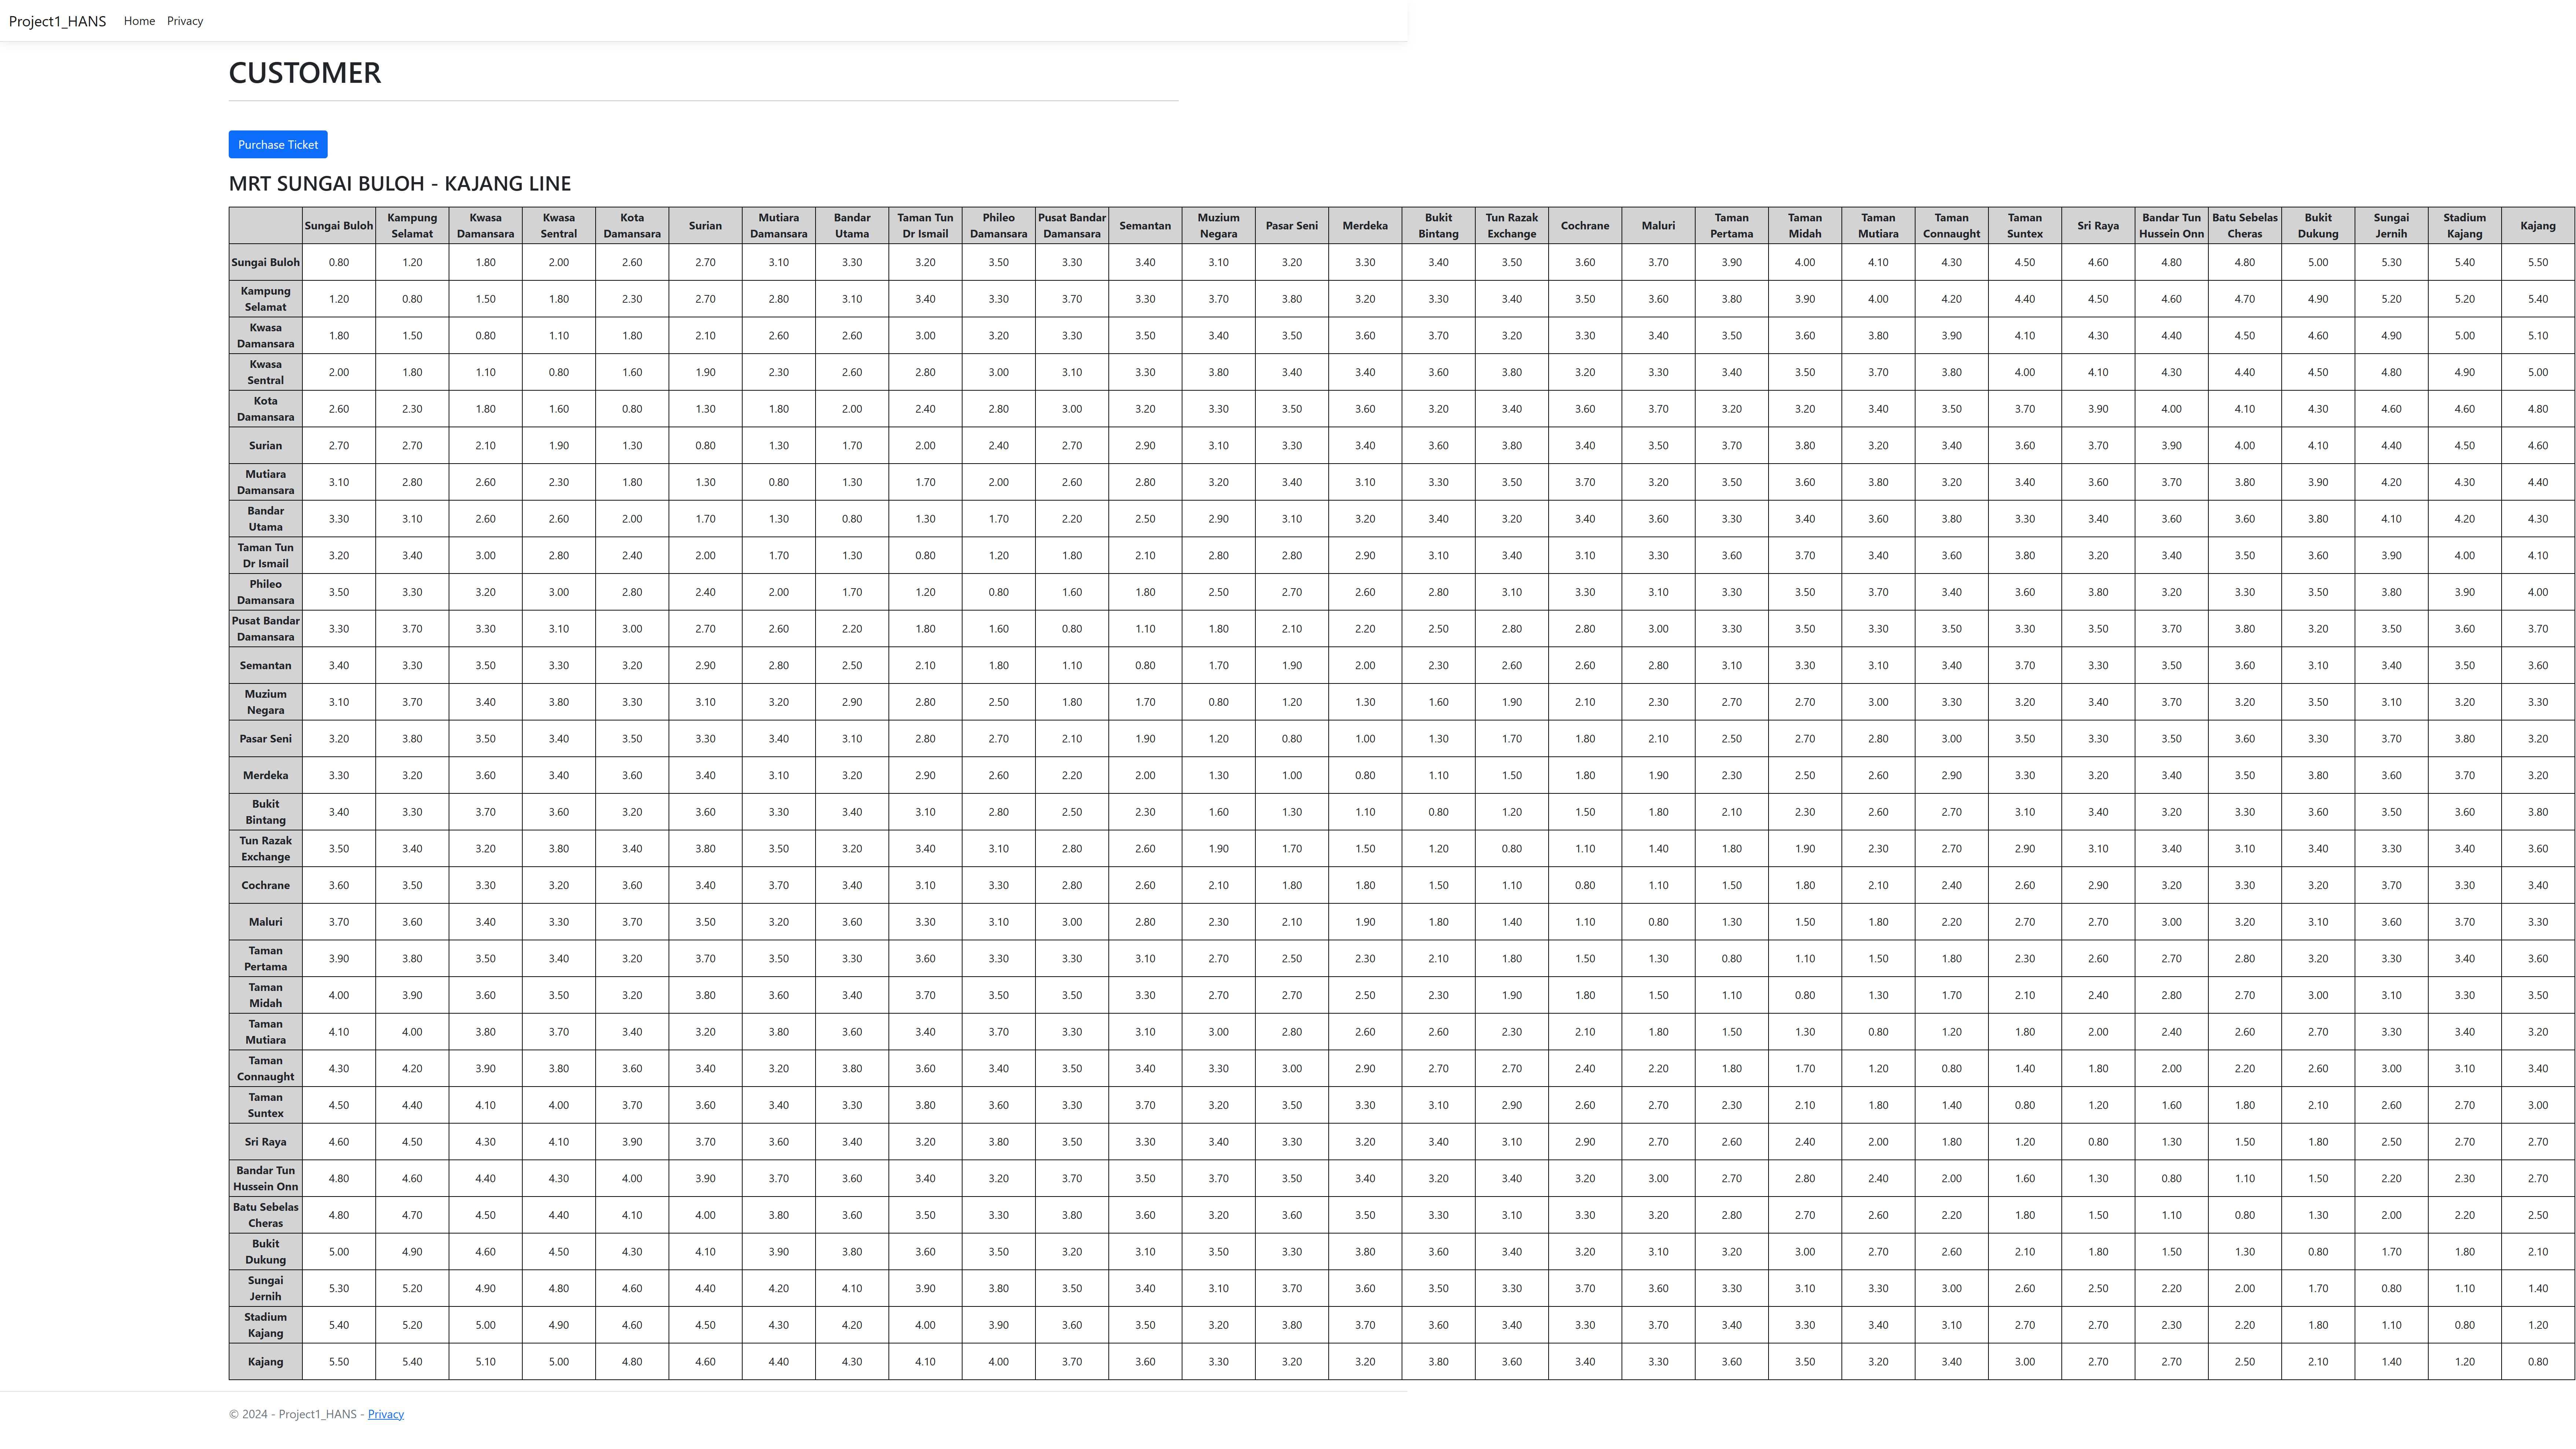 Project1_HANS Home Privacy
CUSTOMER
Purchase Ticket
MRT SUNGAI BULOH - KAJANG LINE
Sungai Buloh Kampung Selamat Kwasa Damansara Kwasa Sentral Kota Damansara Surian Mutiara Damansara Bandar Utama Taman Tun Dr Ismail Phileo Damansara Pusat Bandar Damansara Semantan Muzium Negara Pasar Seni Merdeka Bukit Bintang Tun Razak Exchange Cochrane Maluri Taman Pertama Taman Midah Taman Mutiara Taman Connaught Taman Suntex Sri Raya Bandar Tun Hussein Onn Batu Sebelas Cheras Bukit Dukung Sungai Jernih Stadium Kajang Kajang
Sungai Buloh 0.80 1.20 1.80 2.00 2.60 2.70 3.10 3.30 3.20 3.50 3.30 3.40 3.10 3.20 3.30 3.40 3.50 3.60 3.70 3.90 4.00 4.10 4.30 4.50 4.60 4.80 4.80 5.00 5.30 5.40 5.50
Kampung Selamat 1.20 0.80 1.50 1.80 2.30 2.70 2.80 3.10 3.40 3.30 3.70 3.30 3.70 3.80 3.20 3.30 3.40 3.50 3.60 3.80 3.90 4.00 4.20 4.40 4.50 4.60 4.70 4.90 5.20 5.20 5.40
Kwasa Damansara 1.80 1.50 0.80 1.10 1.80 2.10 2.60 2.60 3.00 3.20 3.30 3.50 3.40 3.50 3.60 3.70 3.20 3.30 3.40 3.50 3.60 3.80 3.90 4.10 4.30 4.40 4.50 4.60 4.90 5.00 5.10
Kwasa Sentral 2.00 1.80 1.10 0.80 1.60 1.90 2.30 2.60 2.80 3.00 3.10 3.30 3.80 3.40 3.40 3.60 3.80 3.20 3.30 3.40 3.50 3.70 3.80 4.00 4.10 4.30 4.40 4.50 4.80 4.90 5.00
Kota Damansara 2.60 2.30 1.80 1.60 0.80 1.30 1.80 2.00 2.40 2.80 3.00 3.20 3.30 3.50 3.60 3.20 3.40 3.60 3.70 3.20 3.20 3.40 3.50 3.70 3.90 4.00 4.10 4.30 4.60 4.60 4.80
Surian 2.70 2.70 2.10 1.90 1.30 0.80 1.30 1.70 2.00 2.40 2.70 2.90 3.10 3.30 3.40 3.60 3.80 3.40 3.50 3.70 3.80 3.20 3.40 3.60 3.70 3.90 4.00 4.10 4.40 4.50 4.60
Mutiara Damansara 3.10 2.80 2.60 2.30 1.80 1.30 0.80 1.30 1.70 2.00 2.60 2.80 3.20 3.40 3.10 3.30 3.50 3.70 3.20 3.50 3.60 3.80 3.20 3.40 3.60 3.70 3.80 3.90 4.20 4.30 4.40
Bandar Utama 3.30 3.10 2.60 2.60 2.00 1.70 1.30 0.80 1.30 1.70 2.20 2.50 2.90 3.10 3.20 3.40 3.20 3.40 3.60 3.30 3.40 3.60 3.80 3.30 3.40 3.60 3.60 3.80 4.10 4.20 4.30
Taman Tun Dr Ismail 3.20 3.40 3.00 2.80 2.40 2.00 1.70 1.30 0.80 1.20 1.80 2.10 2.80 2.80 2.90 3.10 3.40 3.10 3.30 3.60 3.70 3.40 3.60 3.80 3.20 3.40 3.50 3.60 3.90 4.00 4.10
Phileo Damansara 3.50 3.30 3.20 3.00 2.80 2.40 2.00 1.70 1.20 0.80 1.60 1.80 2.50 2.70 2.60 2.80 3.10 3.30 3.10 3.30 3.50 3.70 3.40 3.60 3.80 3.20 3.30 3.50 3.80 3.90 4.00
Pusat Bandar Damansara 3.30 3.70 3.30 3.10 3.00 2.70 2.60 2.20 1.80 1.60 0.80 1.10 1.80 2.10 2.20 2.50 2.80 2.80 3.00 3.30 3.50 3.30 3.50 3.30 3.50 3.70 3.80 3.20 3.50 3.60 3.70
Semantan 3.40 3.30 3.50 3.30 3.20 2.90 2.80 2.50 2.10 1.80 1.10 0.80 1.70 1.90 2.00 2.30 2.60 2.60 2.80 3.10 3.30 3.10 3.40 3.70 3.30 3.50 3.60 3.10 3.40 3.50 3.60
Muzium Negara 3.10 3.70 3.40 3.80 3.30 3.10 3.20 2.90 2.80 2.50 1.80 1.70 0.80 1.20 1.30 1.60 1.90 2.10 2.30 2.70 2.70 3.00 3.30 3.20 3.40 3.70 3.20 3.50 3.10 3.20 3.30
Pasar Seni 3.20 3.80 3.50 3.40 3.50 3.30 3.40 3.10 2.80 2.70 2.10 1.90 1.20 0.80 1.00 1.30 1.70 1.80 2.10 2.50 2.70 2.80 3.00 3.50 3.30 3.50 3.60 3.30 3.70 3.80 3.20
Merdeka 3.30 3.20 3.60 3.40 3.60 3.40 3.10 3.20 2.90 2.60 2.20 2.00 1.30 1.00 0.80 1.10 1.50 1.80 1.90 2.30 2.50 2.60 2.90 3.30 3.20 3.40 3.50 3.80 3.60 3.70 3.20
Bukit Bintang 3.40 3.30 3.70 3.60 3.20 3.60 3.30 3.40 3.10 2.80 2.50 2.30 1.60 1.30 1.10 0.80 1.20 1.50 1.80 2.10 2.30 2.60 2.70 3.10 3.40 3.20 3.30 3.60 3.50 3.60 3.80
Tun Razak Exchange 3.50 3.40 3.20 3.80 3.40 3.80 3.50 3.20 3.40 3.10 2.80 2.60 1.90 1.70 1.50 1.20 0.80 1.10 1.40 1.80 1.90 2.30 2.70 2.90 3.10 3.40 3.10 3.40 3.30 3.40 3.60
Cochrane 3.60 3.50 3.30 3.20 3.60 3.40 3.70 3.40 3.10 3.30 2.80 2.60 2.10 1.80 1.80 1.50 1.10 0.80 1.10 1.50 1.80 2.10 2.40 2.60 2.90 3.20 3.30 3.20 3.70 3.30 3.40
Maluri 3.70 3.60 3.40 3.30 3.70 3.50 3.20 3.60 3.30 3.10 3.00 2.80 2.30 2.10 1.90 1.80 1.40 1.10 0.80 1.30 1.50 1.80 2.20 2.70 2.70 3.00 3.20 3.10 3.60 3.70 3.30
Taman Pertama 3.90 3.80 3.50 3.40 3.20 3.70 3.50 3.30 3.60 3.30 3.30 3.10 2.70 2.50 2.30 2.10 1.80 1.50 1.30 0.80 1.10 1.50 1.80 2.30 2.60 2.70 2.80 3.20 3.30 3.40 3.60
Taman Midah 4.00 3.90 3.60 3.50 3.20 3.80 3.60 3.40 3.70 3.50 3.50 3.30 2.70 2.70 2.50 2.30 1.90 1.80 1.50 1.10 0.80 1.30 1.70 2.10 2.40 2.80 2.70 3.00 3.10 3.30 3.50
Taman Mutiara 4.10 4.00 3.80 3.70 3.40 3.20 3.80 3.60 3.40 3.70 3.30 3.10 3.00 2.80 2.60 2.60 2.30 2.10 1.80 1.50 1.30 0.80 1.20 1.80 2.00 2.40 2.60 2.70 3.30 3.40 3.20
Taman Connaught 4.30 4.20 3.90 3.80 3.60 3.40 3.20 3.80 3.60 3.40 3.50 3.40 3.30 3.00 2.90 2.70 2.70 2.40 2.20 1.80 1.70 1.20 0.80 1.40 1.80 2.00 2.20 2.60 3.00 3.10 3.40
Taman Suntex 4.50 4.40 4.10 4.00 3.70 3.60 3.40 3.30 3.80 3.60 3.30 3.70 3.20 3.50 3.30 3.10 2.90 2.60 2.70 2.30 2.10 1.80 1.40 0.80 1.20 1.60 1.80 2.10 2.60 2.70 3.00
Sri Raya 4.60 4.50 4.30 4.10 3.90 3.70 3.60 3.40 3.20 3.80 3.50 3.30 3.40 3.30 3.20 3.40 3.10 2.90 2.70 2.60 2.40 2.00 1.80 1.20 0.80 1.30 1.50 1.80 2.50 2.70 2.70
Bandar Tun Hussein Onn 4.80 4.60 4.40 4.30 4.00 3.90 3.70 3.60 3.40 3.20 3.70 3.50 3.70 3.50 3.40 3.20 3.40 3.20 3.00 2.70 2.80 2.40 2.00 1.60 1.30 0.80 1.10 1.50 2.20 2.30 2.70
Batu Sebelas Cheras 4.80 4.70 4.50 4.40 4.10 4.00 3.80 3.60 3.50 3.30 3.80 3.60 3.20 3.60 3.50 3.30 3.10 3.30 3.20 2.80 2.70 2.60 2.20 1.80 1.50 1.10 0.80 1.30 2.00 2.20 2.50
Bukit Dukung 5.00 4.90 4.60 4.50 4.30 4.10 3.90 3.80 3.60 3.50 3.20 3.10 3.50 3.30 3.80 3.60 3.40 3.20 3.10 3.20 3.00 2.70 2.60 2.10 1.80 1.50 1.30 0.80 1.70 1.80 2.10
Sungai Jernih 5.30 5.20 4.90 4.80 4.60 4.40 4.20 4.10 3.90 3.80 3.50 3.40 3.10 3.70 3.60 3.50 3.30 3.70 3.60 3.30 3.10 3.30 3.00 2.60 2.50 2.20 2.00 1.70 0.80 1.10 1.40
Stadium Kajang 5.40 5.20 5.00 4.90 4.60 4.50 4.30 4.20 4.00 3.90 3.60 3.50 3.20 3.80 3.70 3.60 3.40 3.30 3.70 3.40 3.30 3.40 3.10 2.70 2.70 2.30 2.20 1.80 1.10 0.80 1.20
Kajang 5.50 5.40 5.10 5.00 4.80 4.60 4.40 4.30 4.10 4.00 3.70 3.60 3.30 3.20 3.20 3.80 3.60 3.40 3.30 3.60 3.50 3.20 3.40 3.00 2.70 2.70 2.50 2.10 1.40 1.20 0.80
© 2024 - Project1_HANS - Privacy